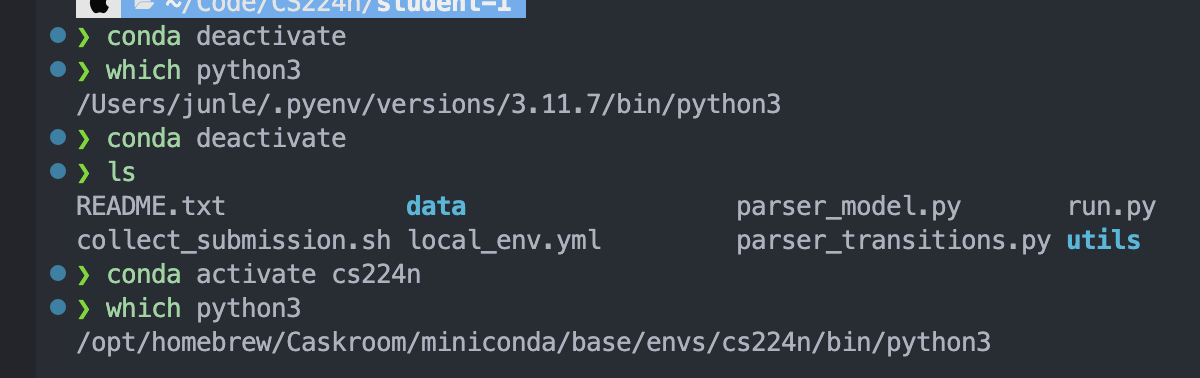 ~/Code/CS224n/student-1
❯ conda deactivate
❯ which python3
/Users/junle/.pyenv/versions/3.11.7/bin/python3
❯ conda deactivate
❯ ls
README.txt data parser_model.py run.py
collect_submission.sh local_env.yml parser_transitions.py utils
❯ conda activate cs224n
❯ which python3
/opt/homebrew/Caskroom/miniconda/base/envs/cs224n/bin/python3